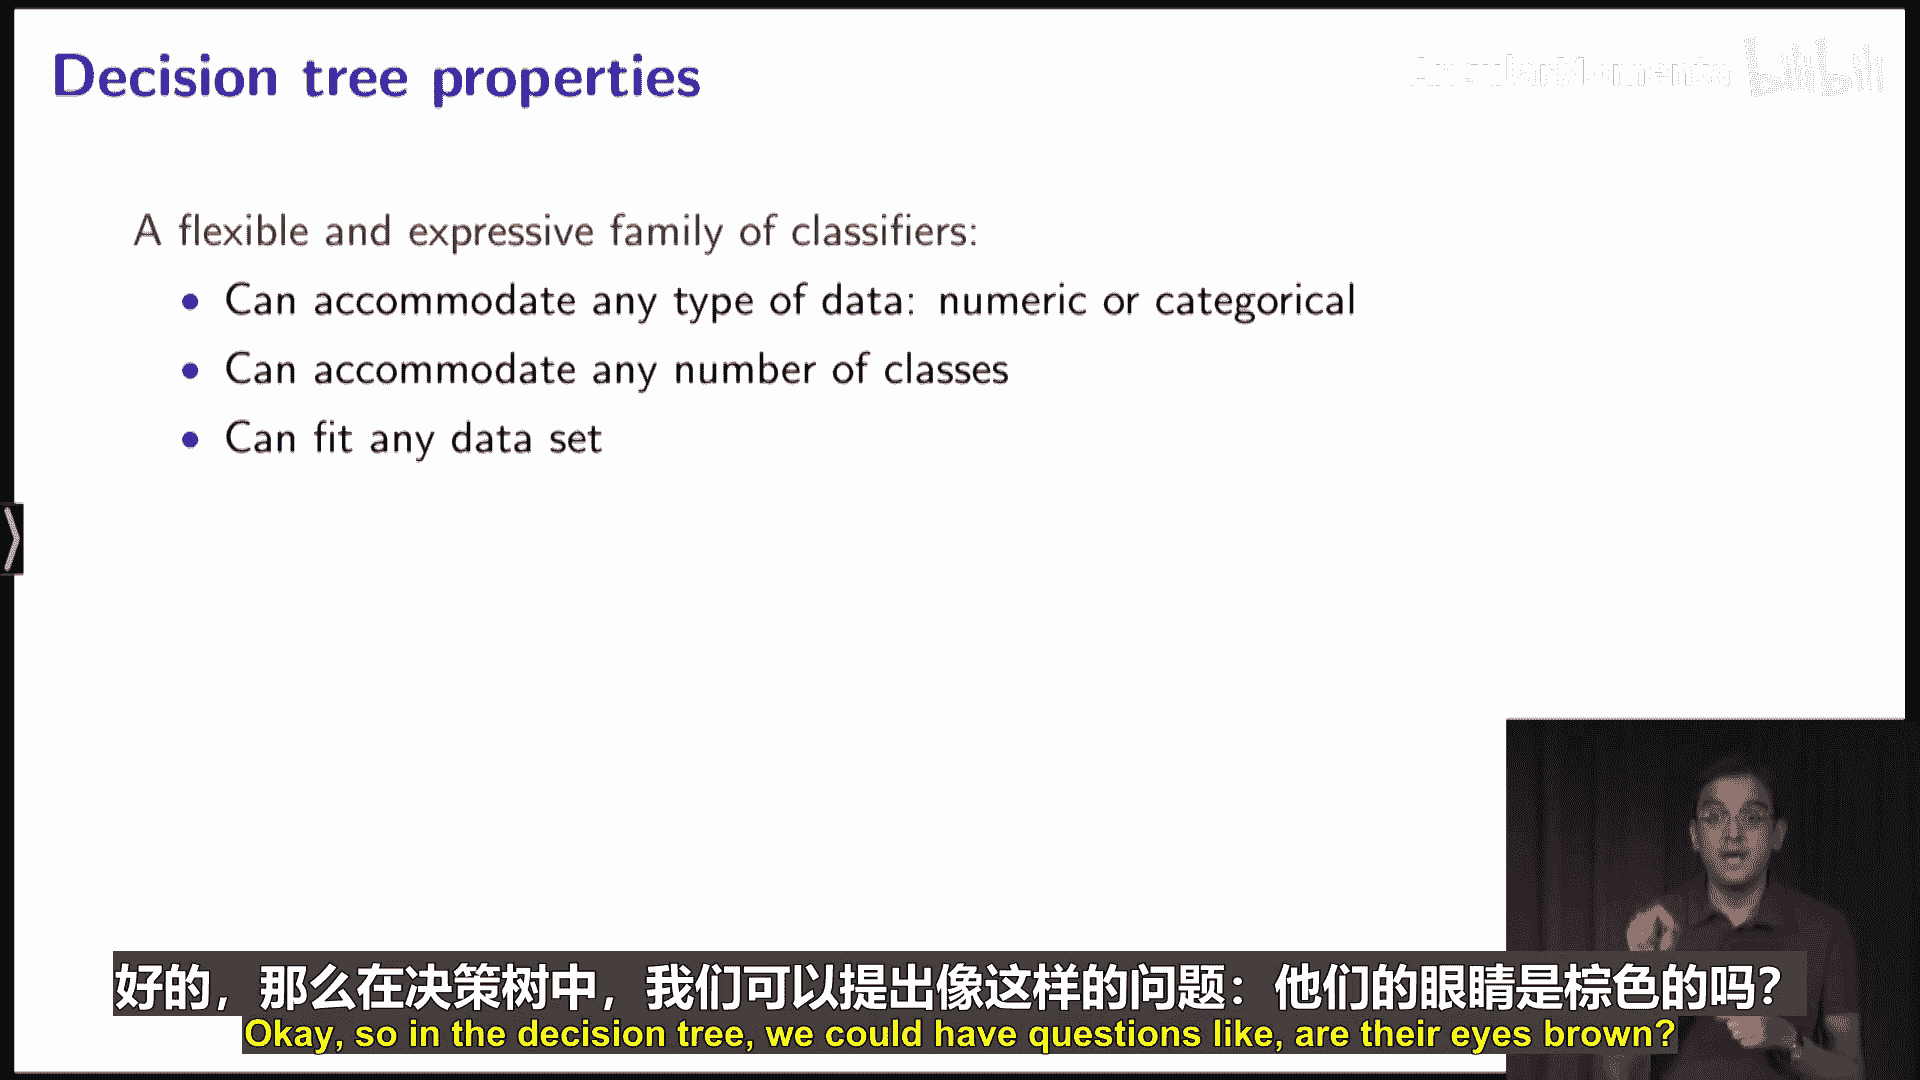 Decision tree properties
bilibili
A flexible and expressive family of classifiers:
• Can accommodate any type of data: numeric or categorical
• Can accommodate any number of classes
• Can fit any data set
好的，那么在决策树中，我们可以提出像这样的问题：他们的眼睛是棕色的吗？
Okay, so in the decision tree, we could have questions like, are their eyes brown?